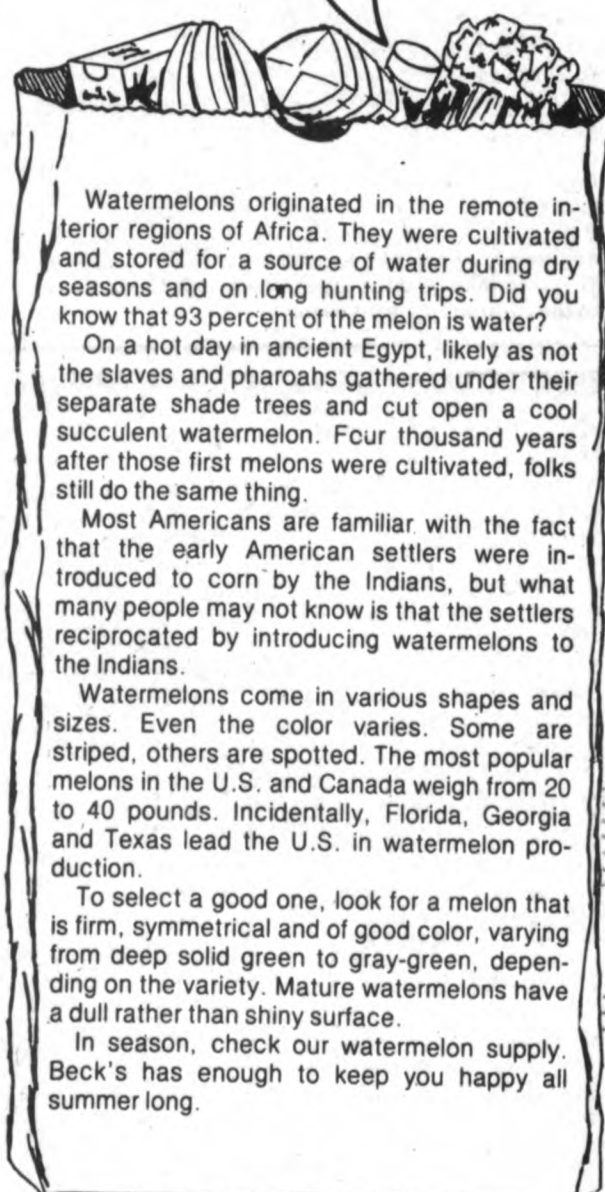 Watermelons originated in the remote in-
terior regions of Africa. They were cultivated
and stored for a source of water during dry
seasons and on long hunting trips. Did you
know that 93 percent of the melon is water?
On a hot day in ancient Egypt, likely as not
the slaves and pharoahs gathered under their
separate shade trees and cut open a cool
succulent watermelon. Four thousand years
after those first melons were cultivated, folks
still do the same thing.
Most Americans are familiar with the fact
that the early American settlers were in-
troduced to corn by the Indians, but what
many people may not know is that the settlers
reciprocated by introducing watermelons to
the Indians.
Watermelons come in various shapes and
sizes. Even the color varies. Some are
striped, others are spotted. The most popular
melons in the U.S. and Canada weigh from 20
to 40 pounds. Incidentally, Florida, Georgia
and Texas lead the U.S. in watermelon pro-
duction.
To select a good one, look for a melon that
is firm, symmetrical and of good color, varying
from deep solid green to gray-green, depen-
ding on the variety. Mature watermelons have
a dull rather than shiny surface.
In season, check our watermelon supply.
Beck's has enough to keep you happy all
summer long.